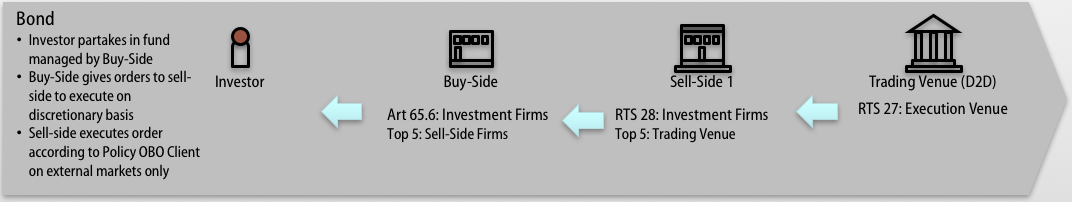 Bond
• Investor partakes in fund
managed by Buy-Side
• Buy-Side gives orders to sell-
side to execute on
discretionary basis
• Sell-side executes order
according to Policy OBO Client
on external markets only
Investor
Buy-Side
Art 65.6: Investment Firms
Top 5: Sell-Side Firms
Sell-Side 1
RTS 28: Investment Firms
Top 5: Trading Venue
Trading Venue (D2D)
RTS 27: Execution Venue